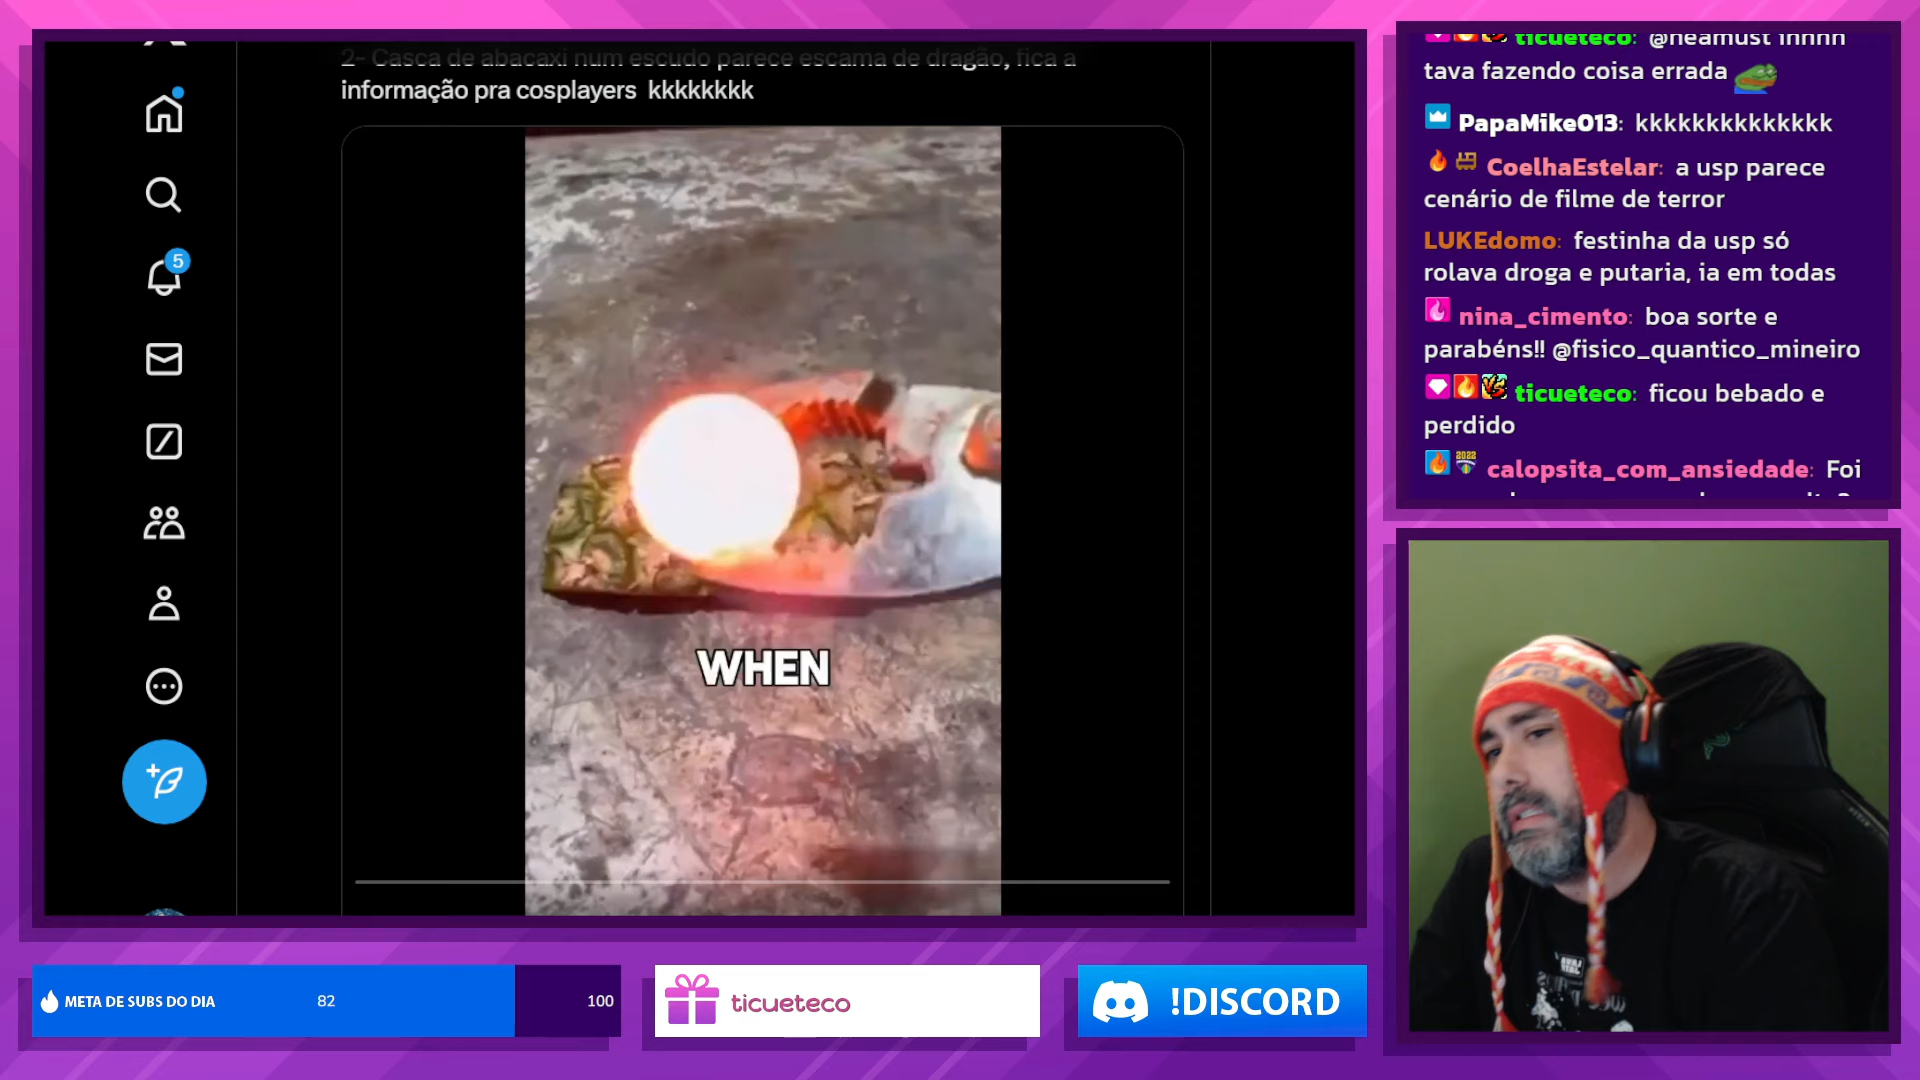 2- Casca de abacaxi num escudo parece escama de dragão, fica a
informação pra cosplayers kkkkkkkk
5
WHEN
ticueteco: @neamust ihhhh
tava fazendo coisa errada
PapaMike013: kkkkkkkkkkkkkk
CoelhaEstelar: a usp parece
cenário de filme de terror
LUKEdomo: festinha da usp só
rolava droga e putaria, ia em todas
nina_cimento: boa sorte e
parabéns!! @fisico_quantico_mineiro
ticueteco: ficou bebado e
perdido
2022
calopsita_com_ansiedade: Foi
META DE SUBS DO DIA 82 100
ticueteco
!DISCORD